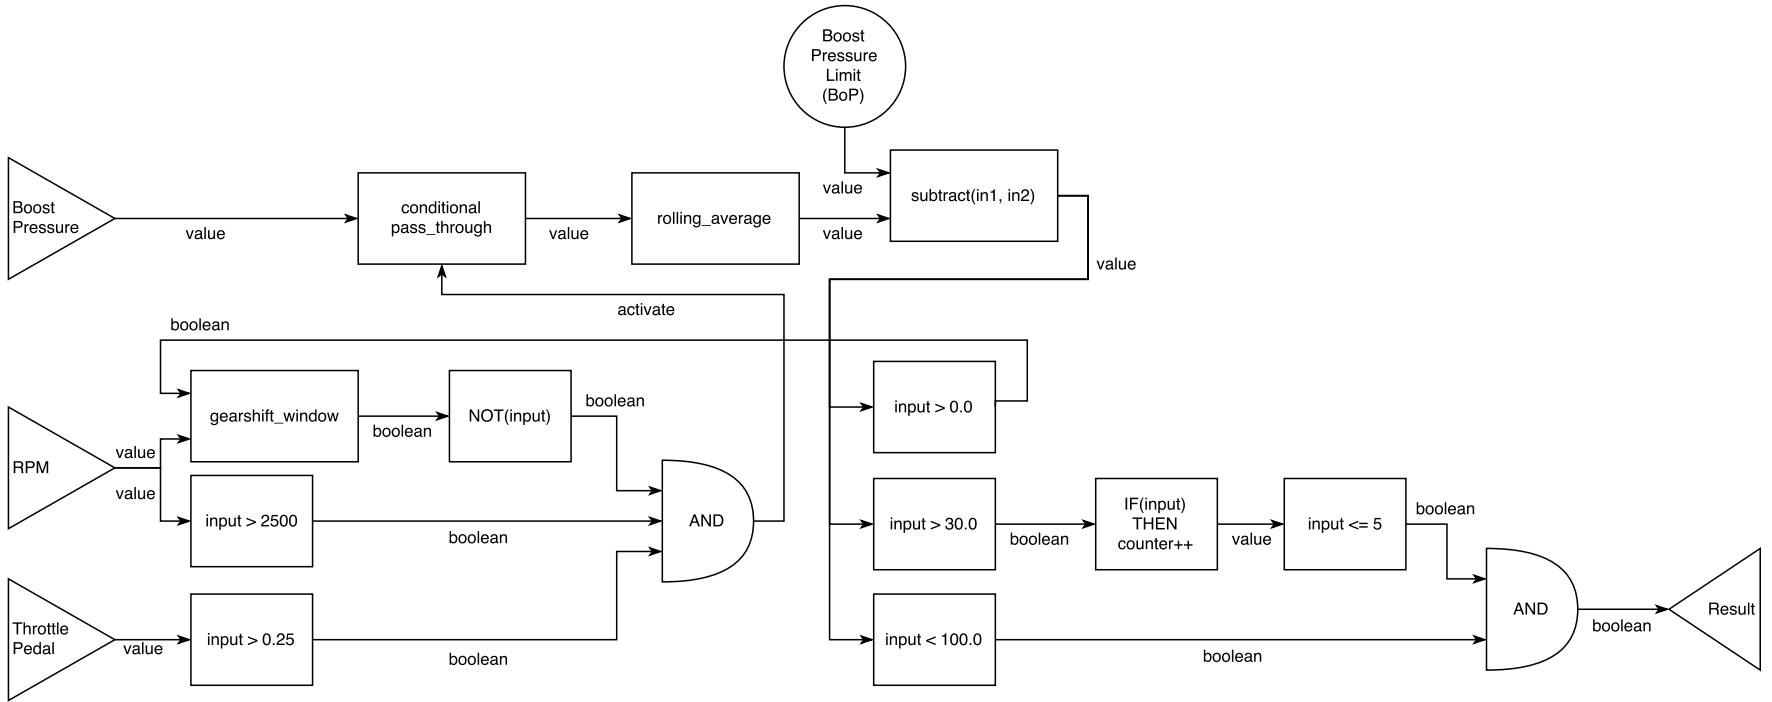 Boost
Pressure
Limit
(BoP)
value
subtract(in1, in2)
Boost
Pressure
value
conditional
pass_through
value
rolling_average
value
value
activate
boolean
gearshift_window
boolean
NOT(input)
boolean
input > 0.0
RPM
value
value
input > 2500
boolean
AND
input > 30.0
boolean
IF(input)
THEN
counter++
value
input <= 5
boolean
Throttle
Pedal
value
input > 0.25
boolean
input < 100.0
boolean
AND
boolean
Result